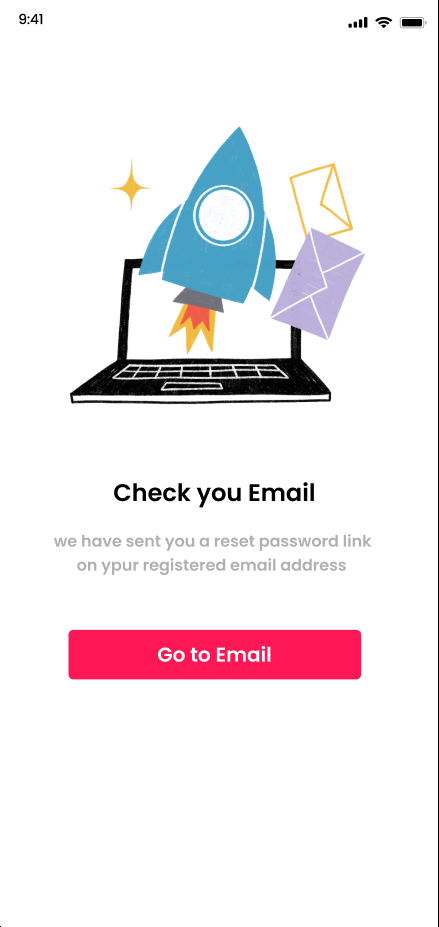 9:41
Check you Email
we have sent you a reset password link
on ypur registered email address
Go to Email